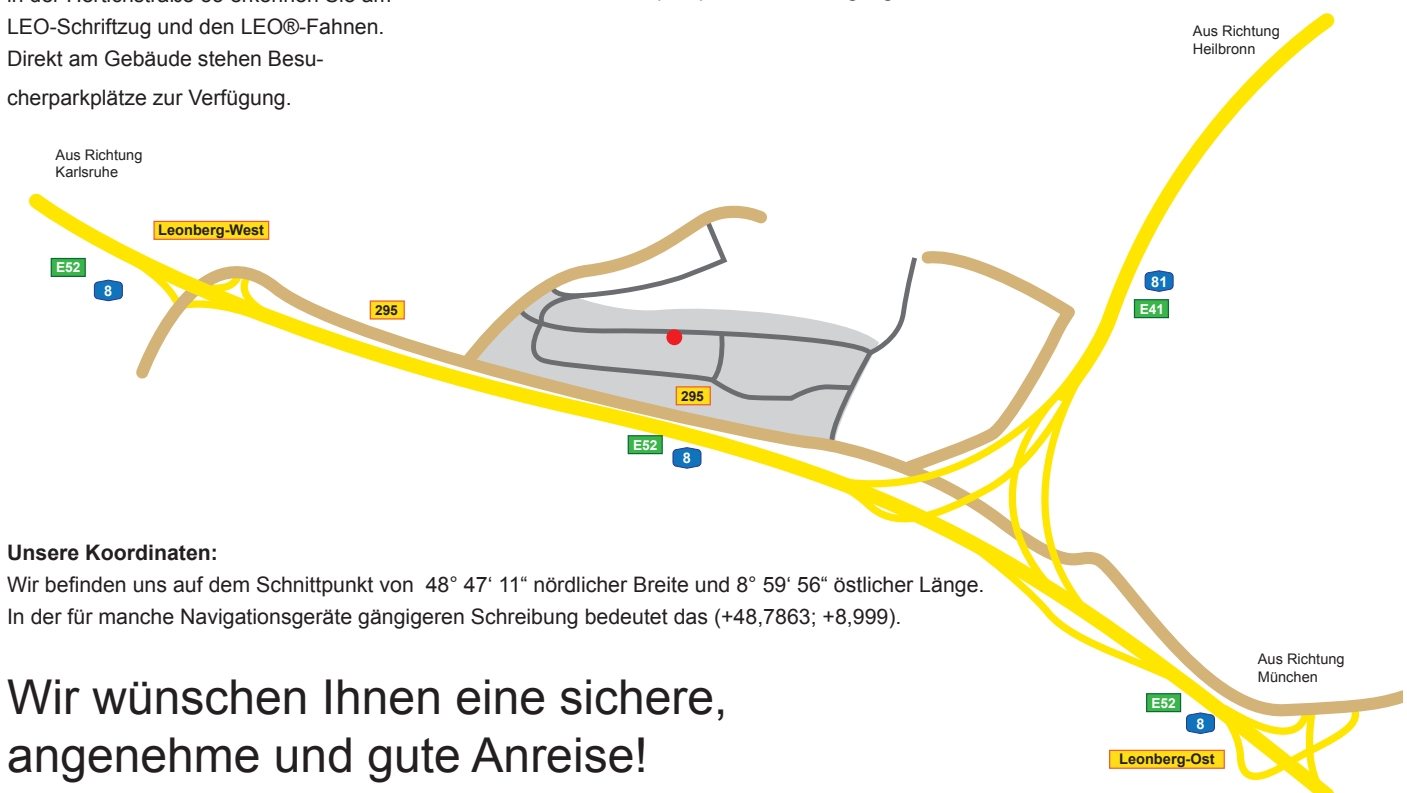 LEO-Schriftzug und den LEO®-Fahnen.
Direkt am Gebäude stehen Besu-
cherparkplätze zur Verfügung.
Aus Richtung
Heilbronn
Aus Richtung
Karlsruhe
Leonberg-West
E52
8
295
81
E41
295
E52
8
Unsere Koordinaten:
Wir befinden uns auf dem Schnittpunkt von 48° 47‘ 11“ nördlicher Breite und 8° 59‘ 56“ östlicher Länge.
In der für manche Navigationsgeräte gängigeren Schreibung bedeutet das (+48,7863; +8,999).
Aus Richtung
München
E52
8
Leonberg-Ost
Wir wünschen Ihnen eine sichere,
angenehme und gute Anreise!